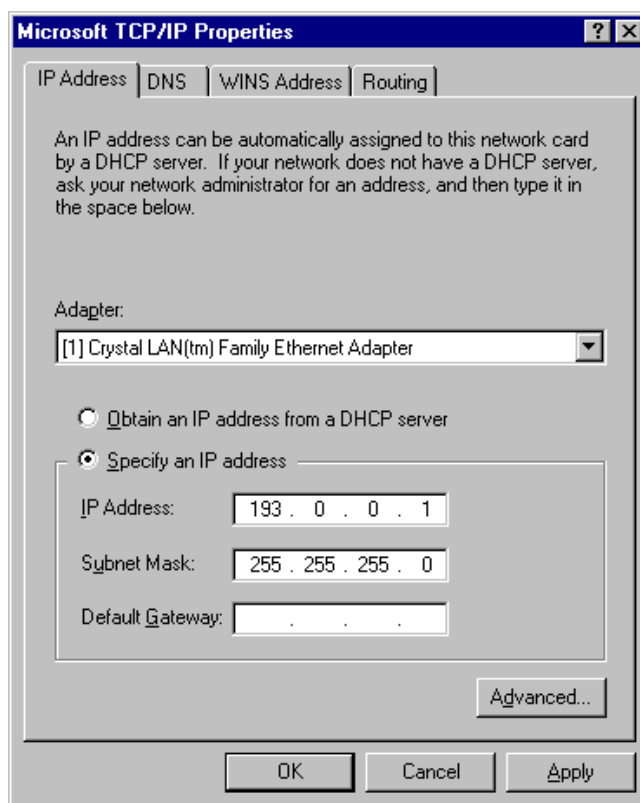 Microsoft TCP/IP Properties
IP Address DNS WINS Address Routing
An IP address can be automatically assigned to this network card
by a DHCP server. If your network does not have a DHCP server,
ask your network administrator for an address, and then type it in
the space below.
Adapter:
[1] Crystal LAN(tm) Family Ethernet Adapter
Obtain an IP address from a DHCP server
Specify an IP address
IP Address: 193 . 0 . 0 . 1
Subnet Mask: 255 . 255 . 255 . 0
Default Gateway: . . .
Advanced...
OK Cancel Apply